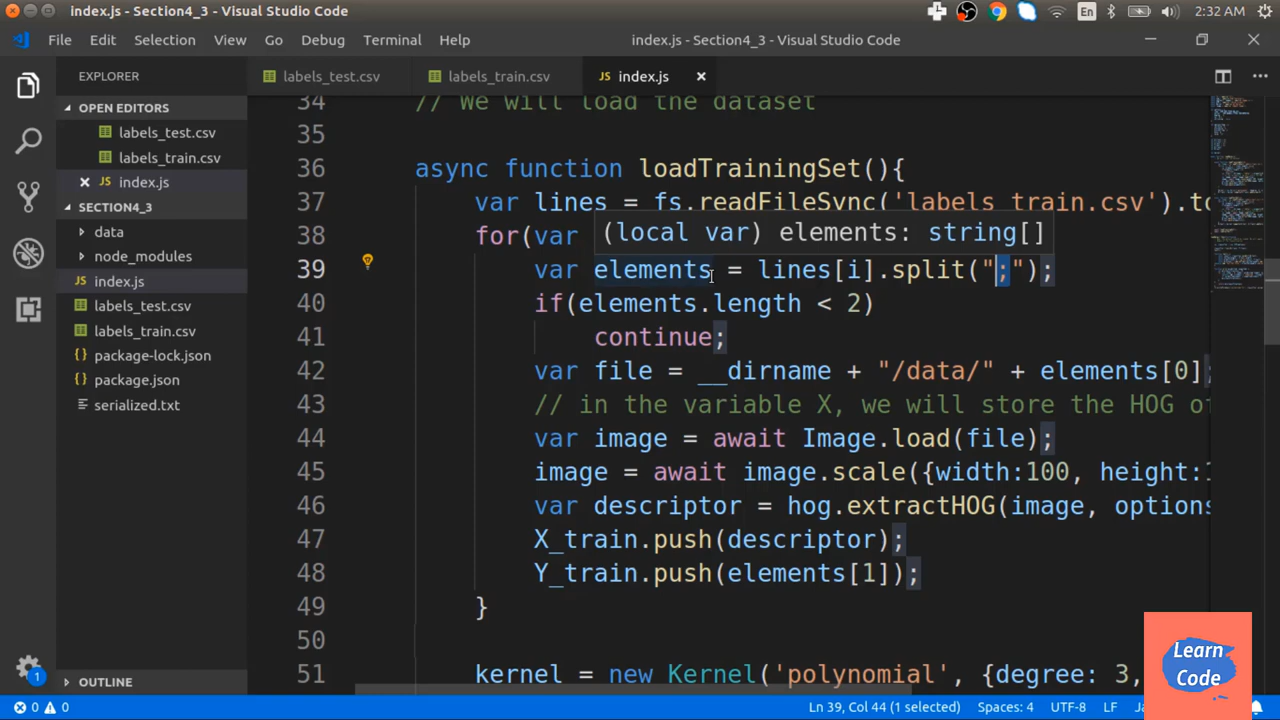 index.js - Section4_3 - Visual Studio Code
En
2:32 AM
File Edit Selection View Go Debug Terminal Help
index.js - Section4_3 - Visual Studio Code
EXPLORER
labels_test.csv
labels_train.csv
JS index.js
OPEN EDITORS
labels_test.csv
labels_train.csv
JS index.js
SECTION4_3
data
node_modules
JS index.js
labels_test.csv
labels_train.csv
{} package-lock.json
{} package.json
serialized.txt
OUTLINE
34 // We will load the dataset
35
36 async function loadTrainingSet(){
37 var lines = fs.readFileSync('labels_train.csv').to
38 for(var
(local var) elements: string[]
39 var elements = lines[i].split(";");
40 if(elements.length < 2)
41 continue;
42 var file = __dirname + "/data/" + elements[0];
43 // in the variable X, we will store the HOG of
44 var image = await Image.load(file);
45 image = await image.scale({width:100, height:1
46 var descriptor = hog.extractHOG(image, options
47 X_train.push(descriptor);
48 Y_train.push(elements[1]);
49 }
50
51 kernel = new Kernel('polynomial', {degree: 3,
1
0 0
Ln 39, Col 44 (1 selected)
Spaces: 4
UTF-8
LF
Learn
Code